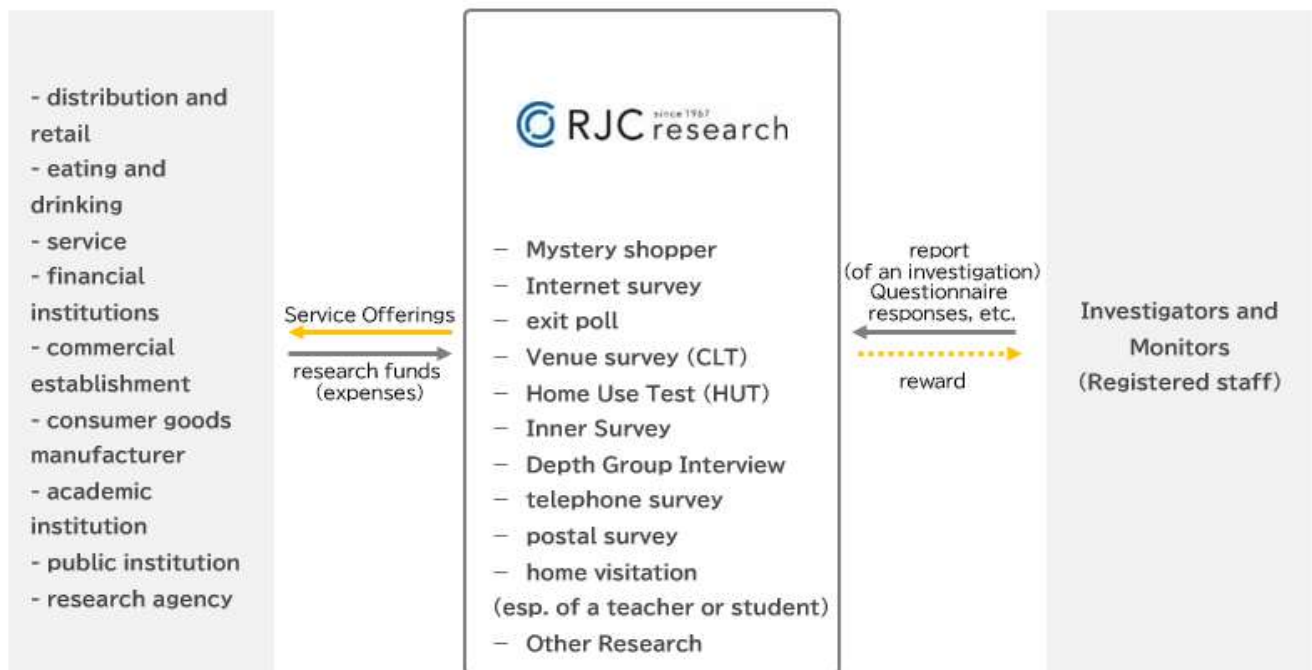 - distribution and
retail
- eating and
drinking
- service
- financial
institutions
- commercial
establishment
- consumer goods
manufacturer
- academic
institution
- public institution
- research agency
Service Offerings
research funds
(expenses)
RJC since 1967 research
– Mystery shopper
– Internet survey
– exit poll
– Venue survey (CLT)
– Home Use Test (HUT)
– Inner Survey
– Depth Group Interview
– telephone survey
– postal survey
– home visitation
(esp. of a teacher or student)
– Other Research
report
(of an investigation)
Questionnaire
responses, etc.
reward
Investigators and
Monitors
(Registered staff)